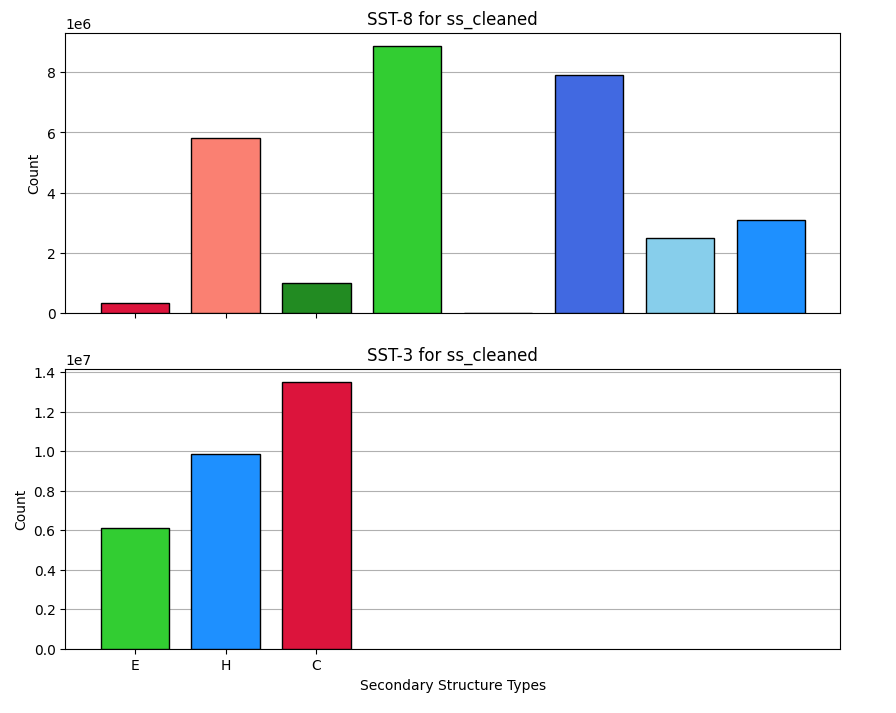 SST-8 for ss_cleaned
1e6
8
6
4
2
0
Count
SST-3 for ss_cleaned
1e7
1.4
1.2
1.0
0.8
0.6
0.4
0.2
0.0
Count
E H C
Secondary Structure Types